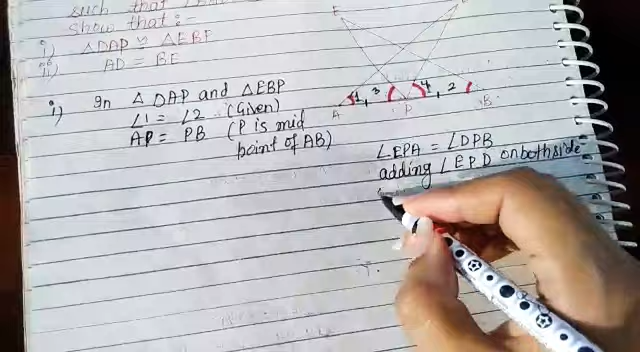 such that
show that :-
i) △DAP ≅ △EBP
ii) AD = BE
i) In △ DAP and △EBP
∠1 = ∠2 (Given)
AP = PB (P is mid
point of AB)
E
A 1, 3 P 4, 2 B
∠EPA = ∠DPB
adding ∠EPD on both side